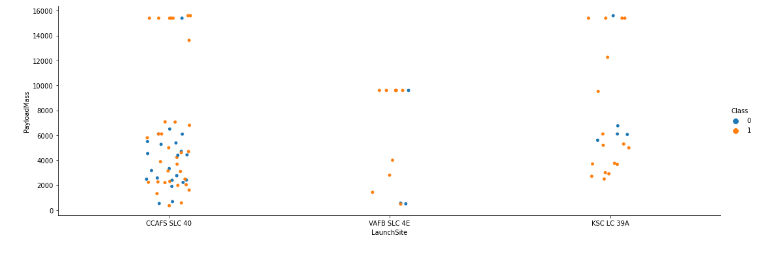 16000
14000
12000
10000
8000
6000
4000
2000
0
PayloadMass
CCAFS SLC 40
VAFB SLC 4E
KSC LC 39A
LaunchSite
Class
0
1